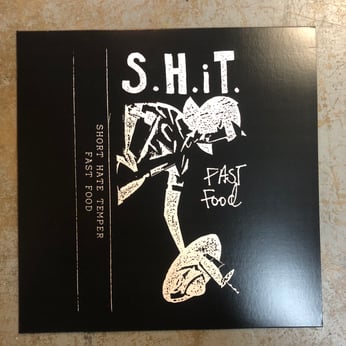 S.H.iT.
FAST
Food
SHORT HATE TEMPER
FAST FOOD